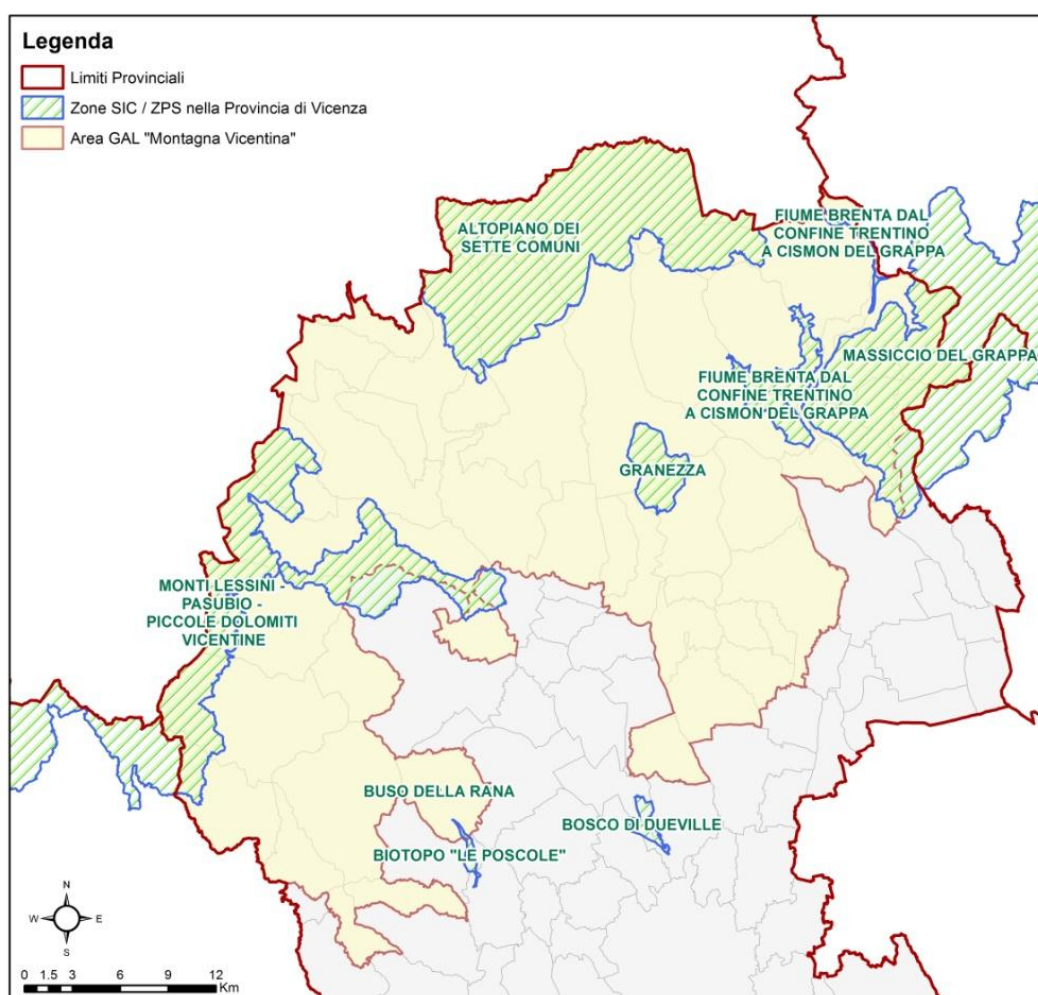 Legenda
Limiti Provinciali
Zone SIC / ZPS nella Provincia di Vicenza
Area GAL "Montagna Vicentina"
ALTOPIANO DEI
SETTE COMUNI
FIUME BRENTA DAL
CONFINE TRENTINO
A CISMON DEL GRAPPA
MASSICCIO DEL GRAPPA
FIUME BRENTA DAL
CONFINE TRENTINO
A CISMON DEL GRAPPA
GRANEZZA
MONTI LESSINI -
PASUBIO -
PICCOLE DOLOMITI
VICENTINE
BUSO DELLA RANA
BOSCO DI DUEVILLE
BIOTOPO "LE POSCOLE"
N
W E
S
0 1.5 3 6 9 12
Km